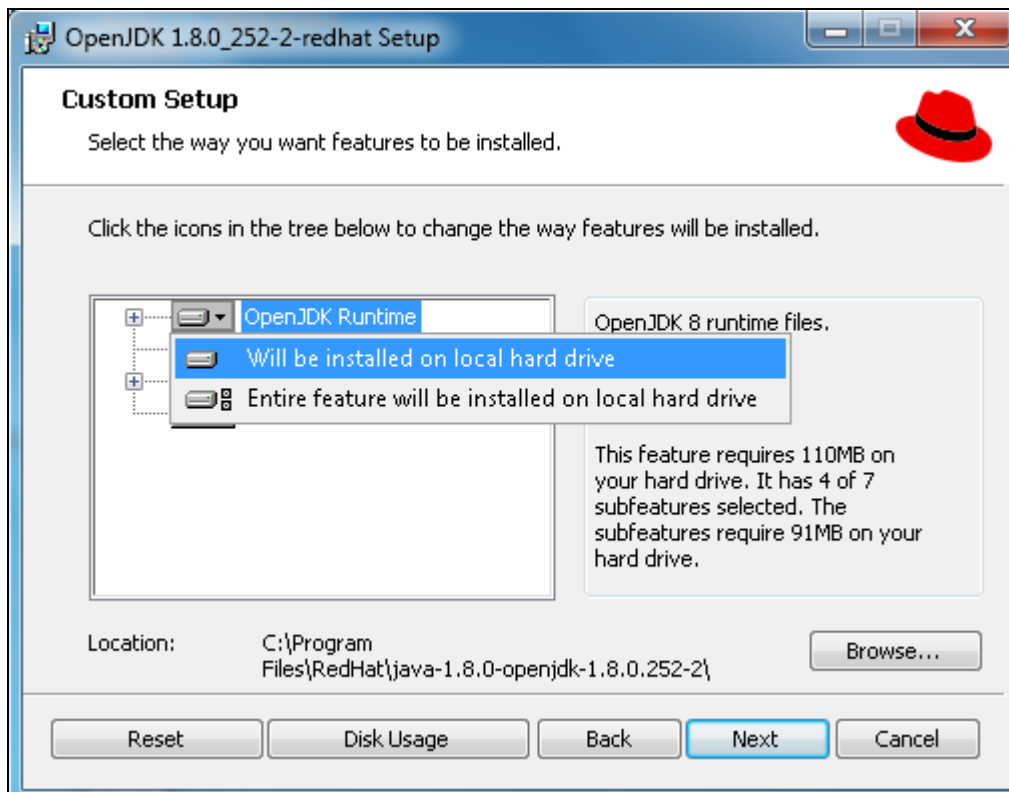 OpenJDK 1.8.0_252-2-redhat Setup
Custom Setup
Select the way you want features to be installed.
Click the icons in the tree below to change the way features will be installed.
OpenJDK Runtime
Will be installed on local hard drive
Entire feature will be installed on local hard drive
OpenJDK 8 runtime files.
This feature requires 110MB on
your hard drive. It has 4 of 7
subfeatures selected. The
subfeatures require 91MB on your
hard drive.
Location:
C:\Program
Files\RedHat\java-1.8.0-openjdk-1.8.0.252-2\
Browse...
Reset
Disk Usage
Back
Next
Cancel